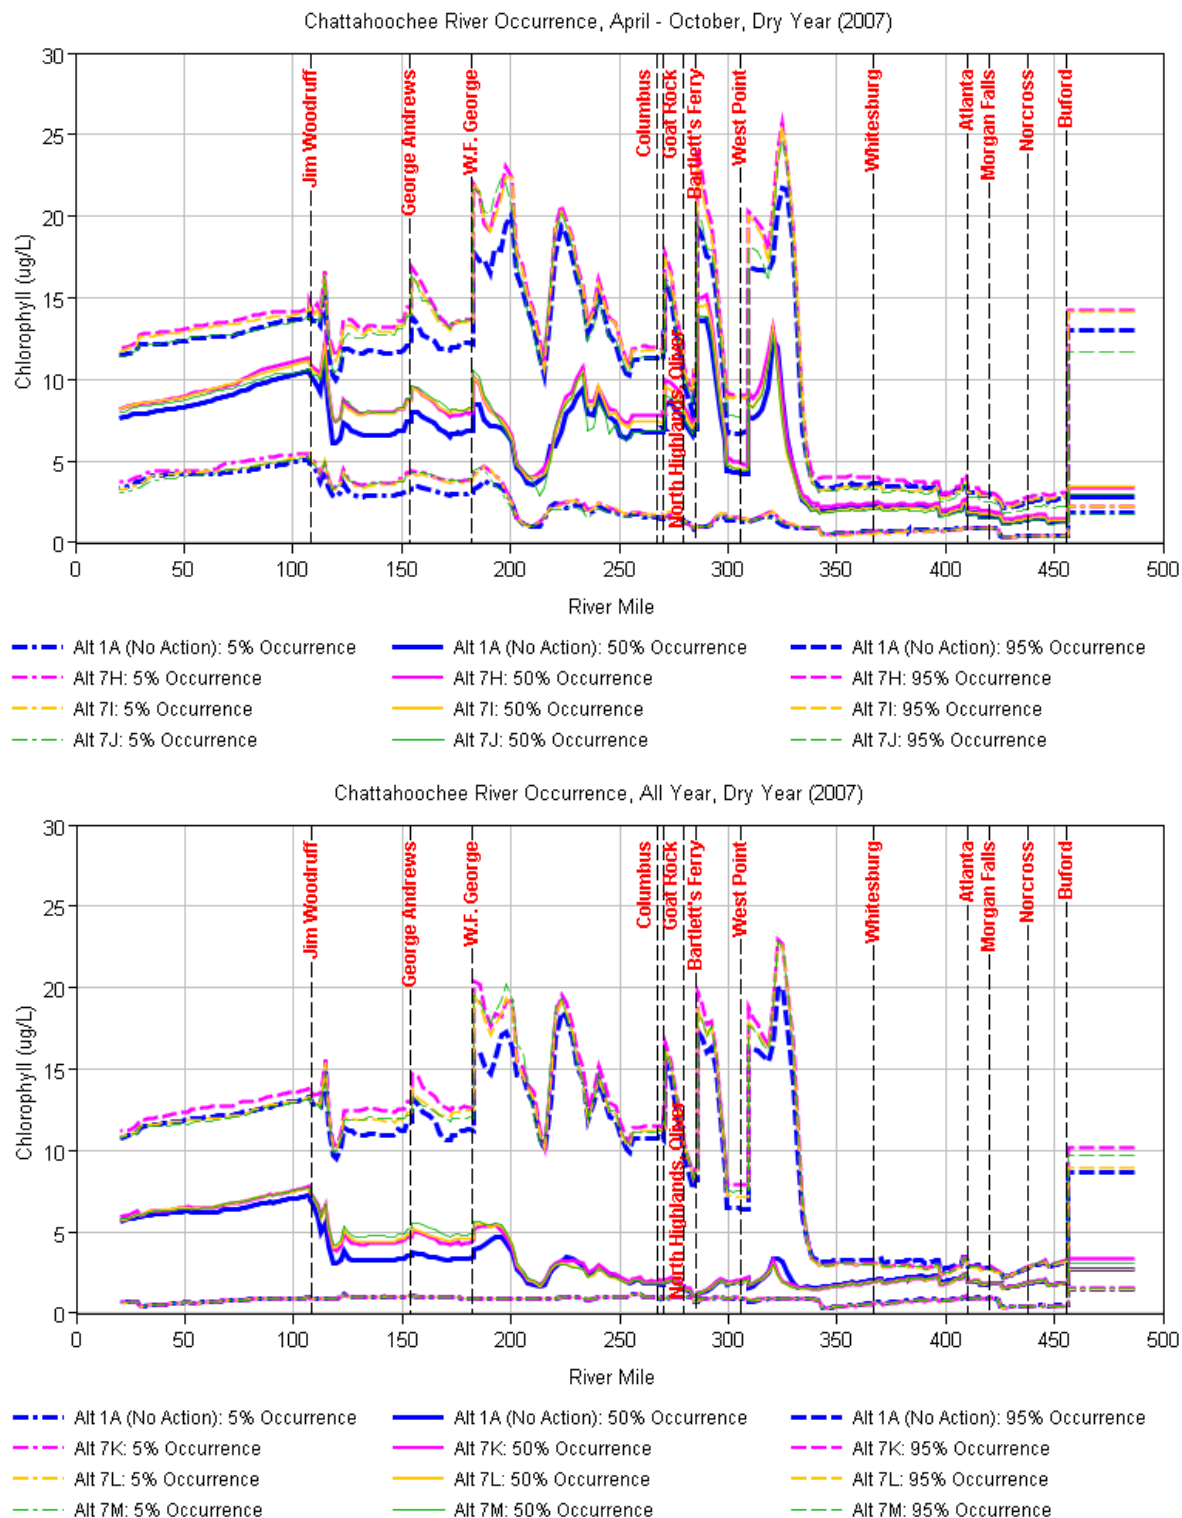 Chattahoochee River Occurrence, April - October, Dry Year (2007)
Chlorophyll (ug/L)
30
25
20
15
10
5
0
Jim Woodruff
George Andrews
W.F. George
Columbus
Goat Rock
North Highlands, Oliver
Bartlett's Ferry
West Point
Whitesburg
Atlanta
Morgan Falls
Norcross
Buford
0 50 100 150 200 250 300 350 400 450 500
River Mile
Alt 1A (No Action): 5% Occurrence Alt 1A (No Action): 50% Occurrence Alt 1A (No Action): 95% Occurrence
Alt 7H: 5% Occurrence Alt 7H: 50% Occurrence Alt 7H: 95% Occurrence
Alt 7I: 5% Occurrence Alt 7I: 50% Occurrence Alt 7I: 95% Occurrence
Alt 7J: 5% Occurrence Alt 7J: 50% Occurrence Alt 7J: 95% Occurrence
Chattahoochee River Occurrence, All Year, Dry Year (2007)
Chlorophyll (ug/L)
30
25
20
15
10
5
0
Jim Woodruff
George Andrews
W.F. George
Columbus
Goat Rock
North Highlands, Oliver
Bartlett's Ferry
West Point
Whitesburg
Atlanta
Morgan Falls
Norcross
Buford
0 50 100 150 200 250 300 350 400 450 500
River Mile
Alt 1A (No Action): 5% Occurrence Alt 1A (No Action): 50% Occurrence Alt 1A (No Action): 95% Occurrence
Alt 7K: 5% Occurrence Alt 7K: 50% Occurrence Alt 7K: 95% Occurrence
Alt 7L: 5% Occurrence Alt 7L: 50% Occurrence Alt 7L: 95% Occurrence
Alt 7M: 5% Occurrence Alt 7M: 50% Occurrence Alt 7M: 95% Occurrence